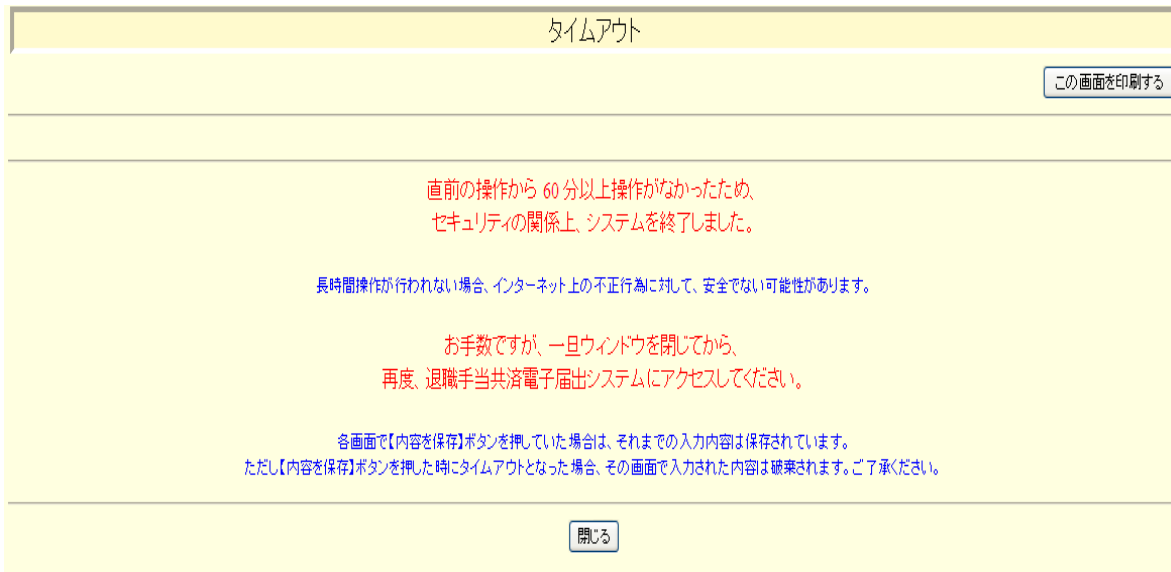 タイムアウト
この画面を印刷する
直前の操作から 60 分以上操作がなかったため、
セキュリティの関係上、システムを終了しました。
長時間操作が行われない場合、インターネット上の不正行為に対して、安全でない可能性があります。
お手数ですが、一旦ウィンドウを閉じてから、
再度、退職手当共済電子届出システムにアクセスしてください。
各画面で【内容を保存】ボタンを押していた場合は、それまでの入力内容は保存されています。
ただし【内容を保存】ボタンを押した時にタイムアウトとなった場合、その画面で入力された内容は破棄されます。ご了承ください。
閉じる